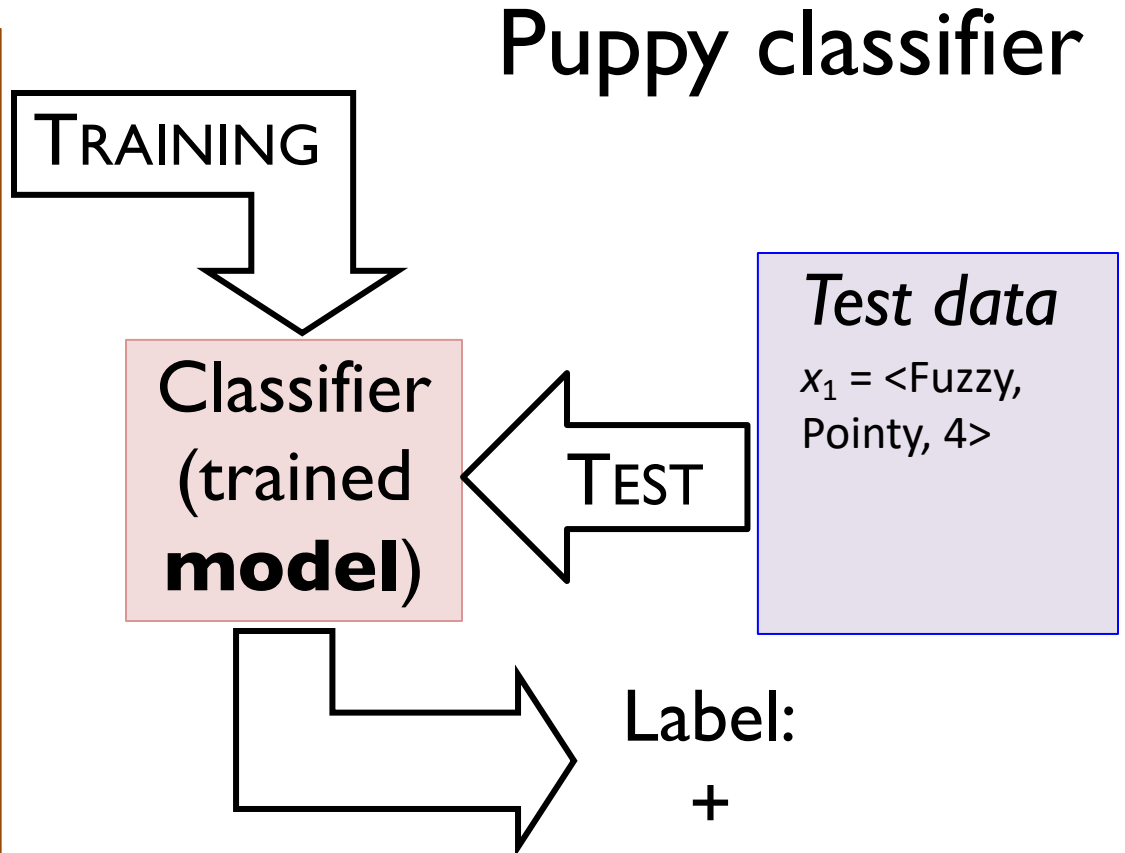 Puppy classifier
TRAINING
Classifier
(trained
model)
TEST
Test data
x₁ = <Fuzzy,
Pointy, 4>
Label:
+